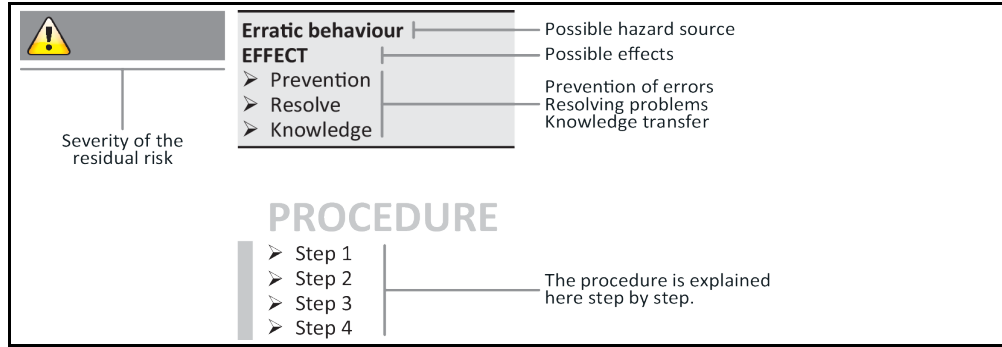 Erratic behaviour
Possible hazard source
EFFECT
Possible effects
➢ Prevention
➢ Resolve
➢ Knowledge
Prevention of errors
Resolving problems
Knowledge transfer
Severity of the
residual risk
PROCEDURE
➢ Step 1
➢ Step 2
➢ Step 3
➢ Step 4
The procedure is explained
here step by step.